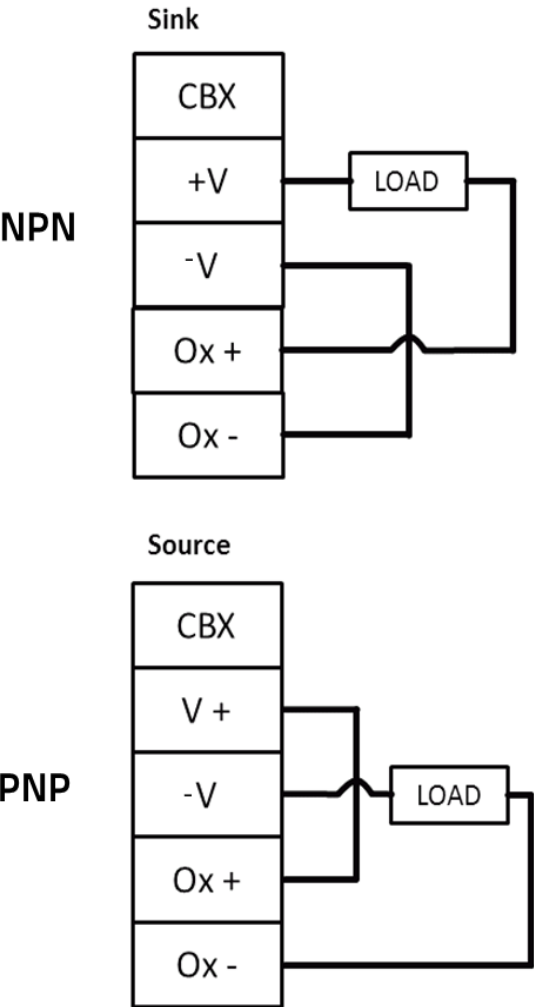 Sink
CBX
+V
LOAD
NPN
-V
Ox +
Ox -
Source
CBX
V +
PNP
-V
LOAD
Ox +
Ox -